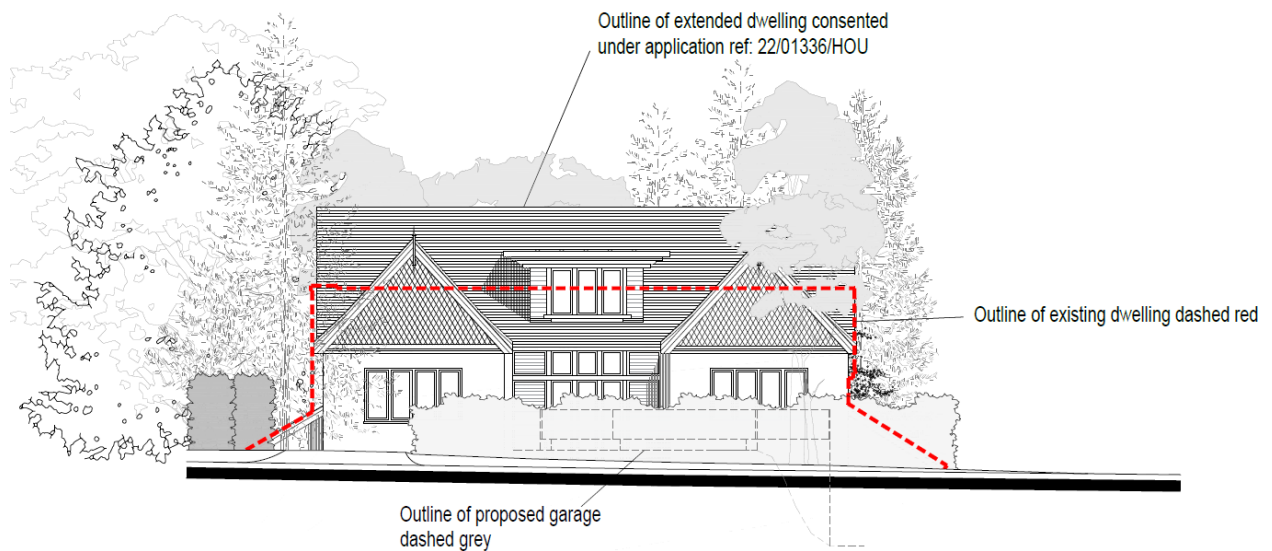 Outline of extended dwelling consented
under application ref: 22/01336/HOU
Outline of existing dwelling dashed red
Outline of proposed garage
dashed grey